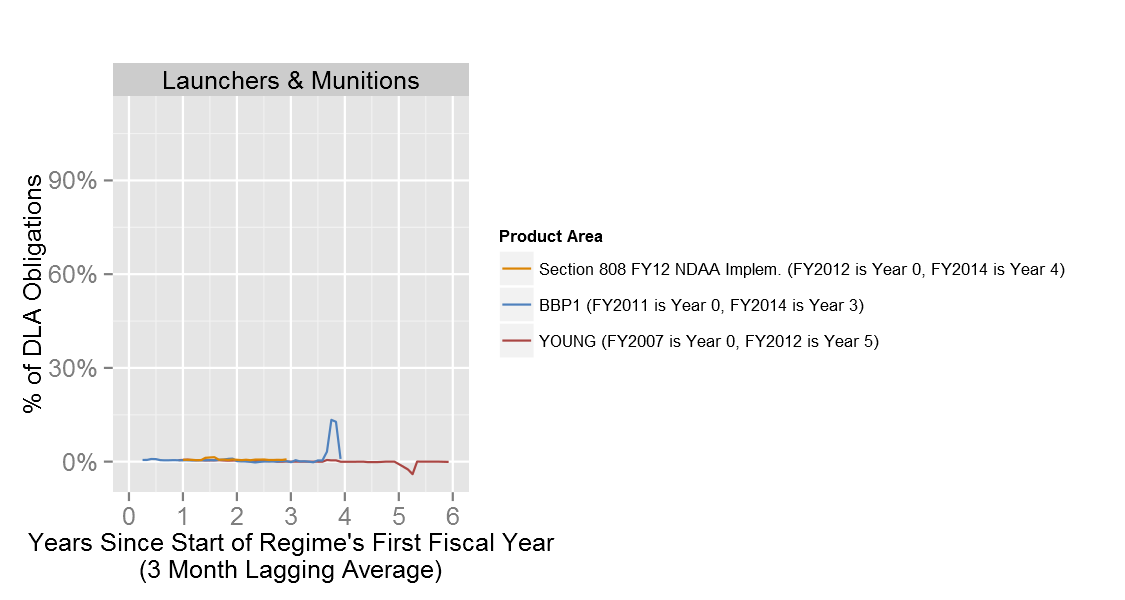 Launchers & Munitions
% of DLA Obligations
90%
60%
30%
0%
0 1 2 3 4 5 6
Years Since Start of Regime's First Fiscal Year
(3 Month Lagging Average)
Product Area
Section 808 FY12 NDAA Implem. (FY2012 is Year 0, FY2014 is Year 4)
BBP1 (FY2011 is Year 0, FY2014 is Year 3)
YOUNG (FY2007 is Year 0, FY2012 is Year 5)